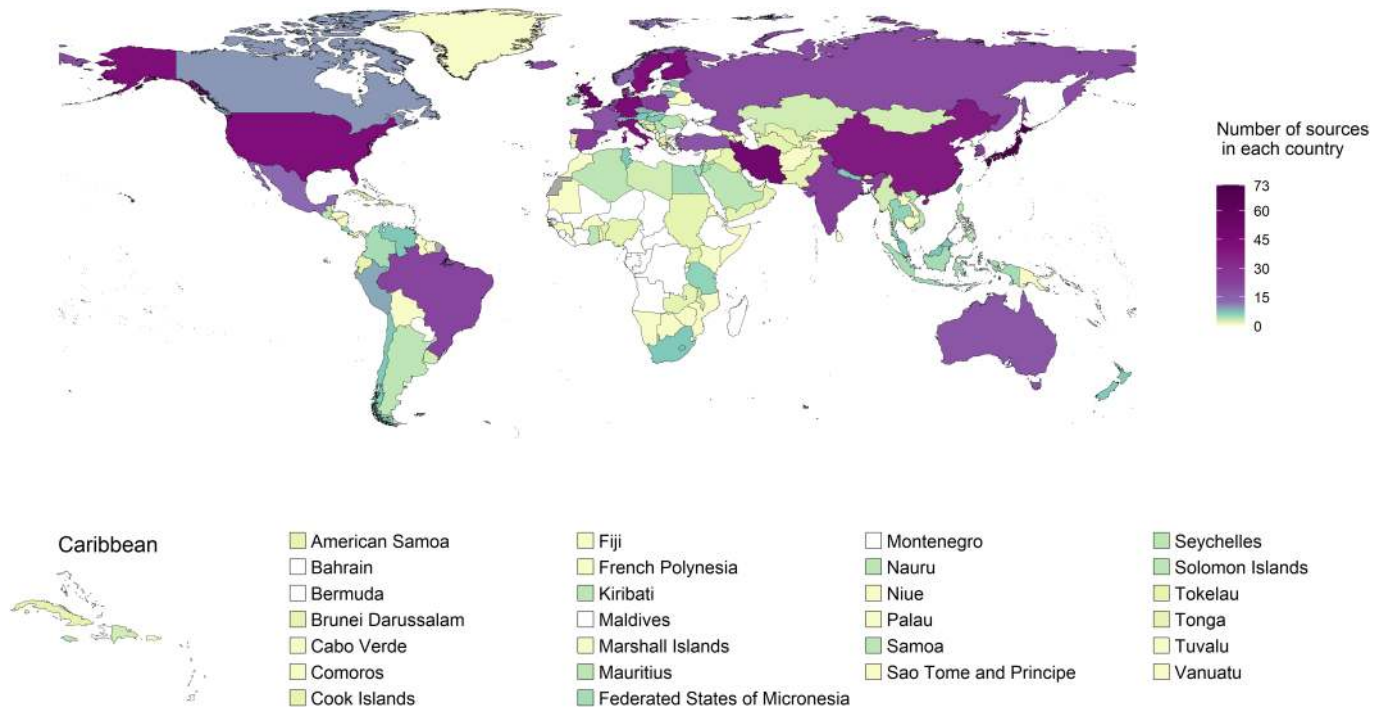 Number of sources
in each country
73
60
45
30
15
0
Caribbean
American Samoa
Bahrain
Bermuda
Brunei Darussalam
Cabo Verde
Comoros
Cook Islands
Fiji
French Polynesia
Kiribati
Maldives
Marshall Islands
Mauritius
Federated States of Micronesia
Montenegro
Nauru
Niue
Palau
Samoa
Sao Tome and Principe
Seychelles
Solomon Islands
Tokelau
Tonga
Tuvalu
Vanuatu